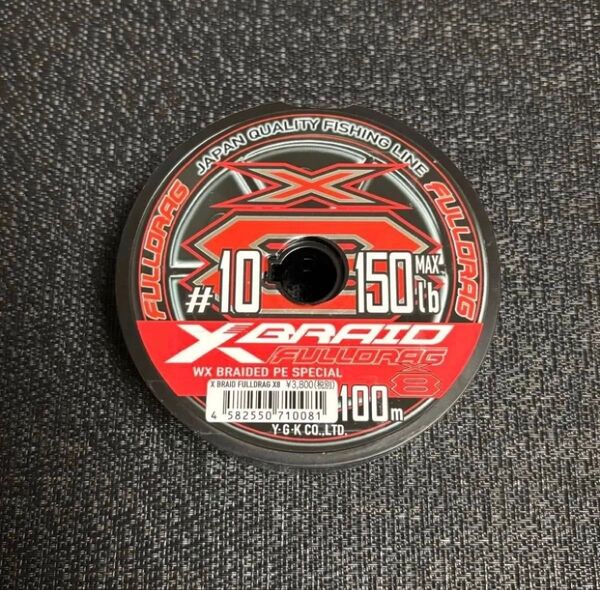 JAPAN QUALITY FISHING LINE
FULLDRAG
FULLDRAG
X
8
#10
150 MAX lb
X BRAID
FULLDRAG X8
WX BRAIDED PE SPECIAL
X BRAID FULLDRAG X8 ¥3,800(税別)
4 582550 710081
100m
Y·G·K CO.,LTD.